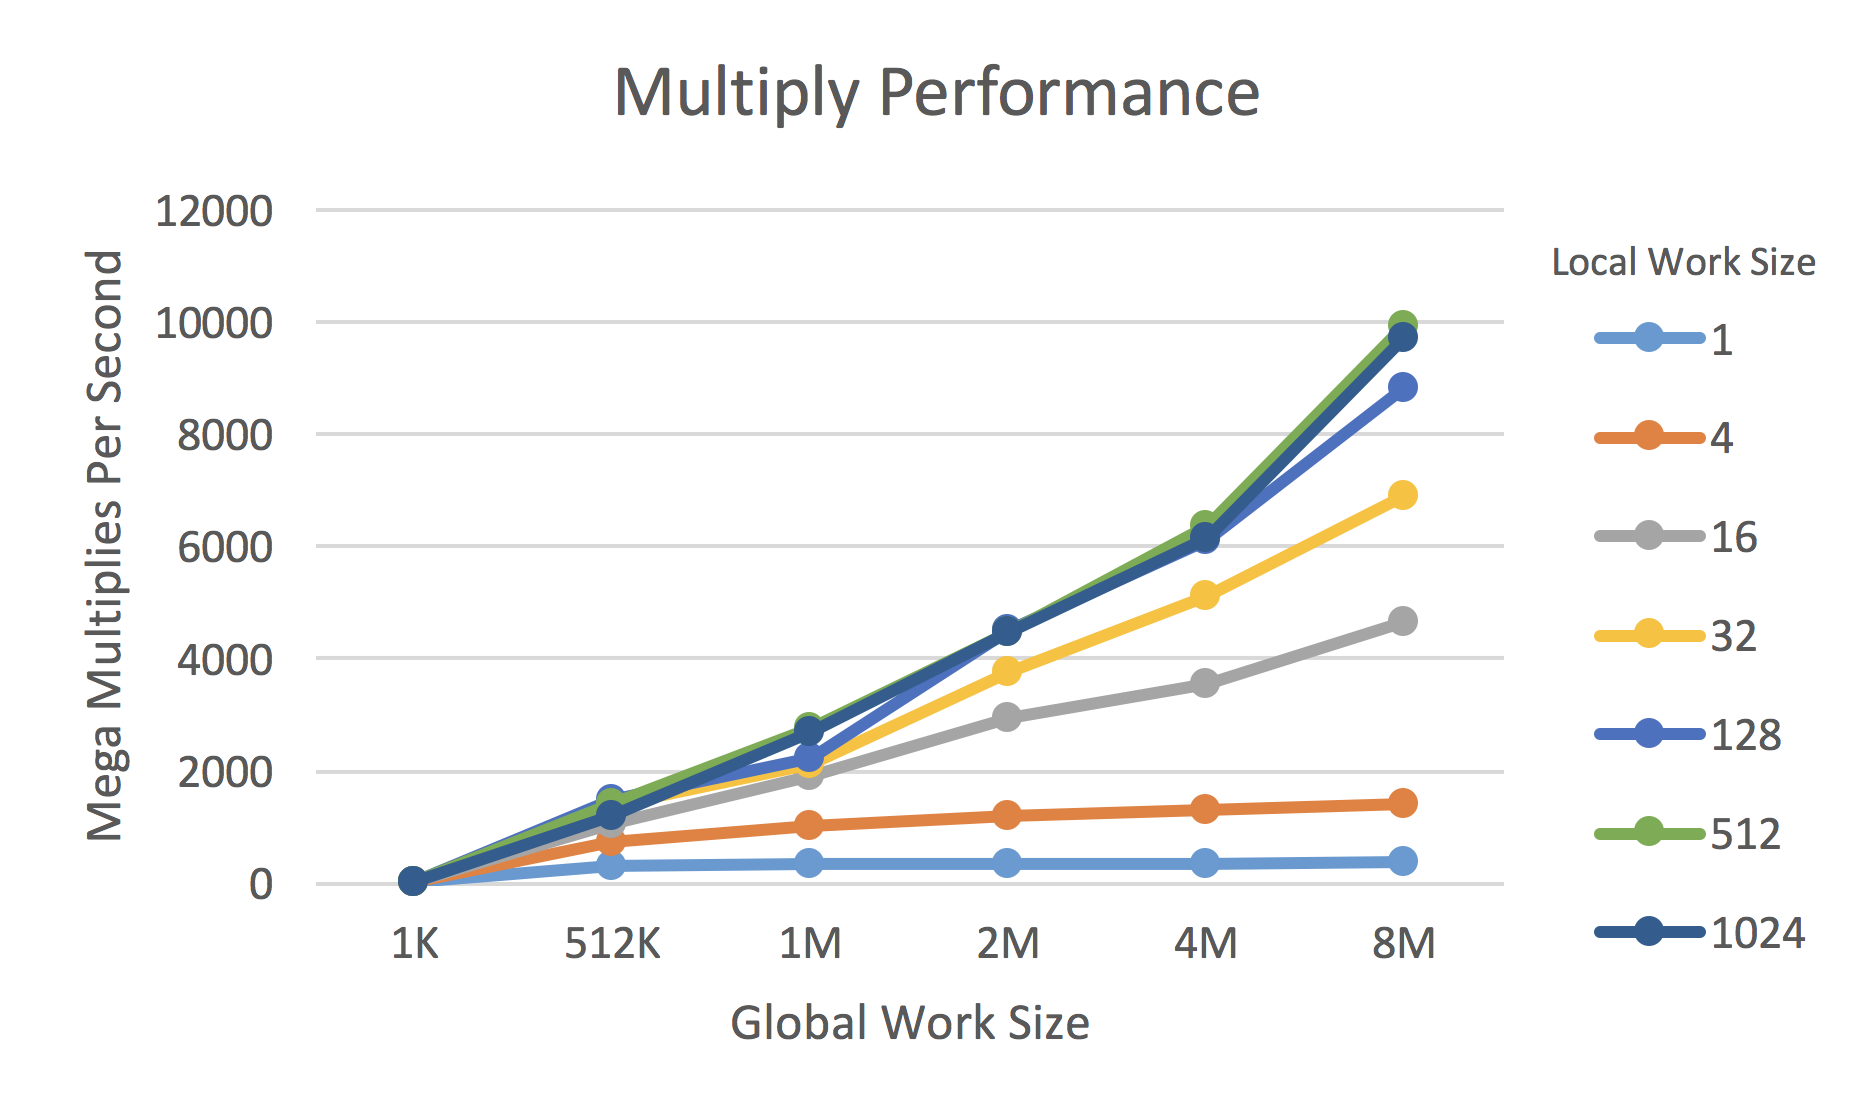 Multiply Performance
Mega Multiplies Per Second
12000
10000
8000
6000
4000
2000
0
1K 512K 1M 2M 4M 8M
Global Work Size
Local Work Size
1
4
16
32
128
512
1024